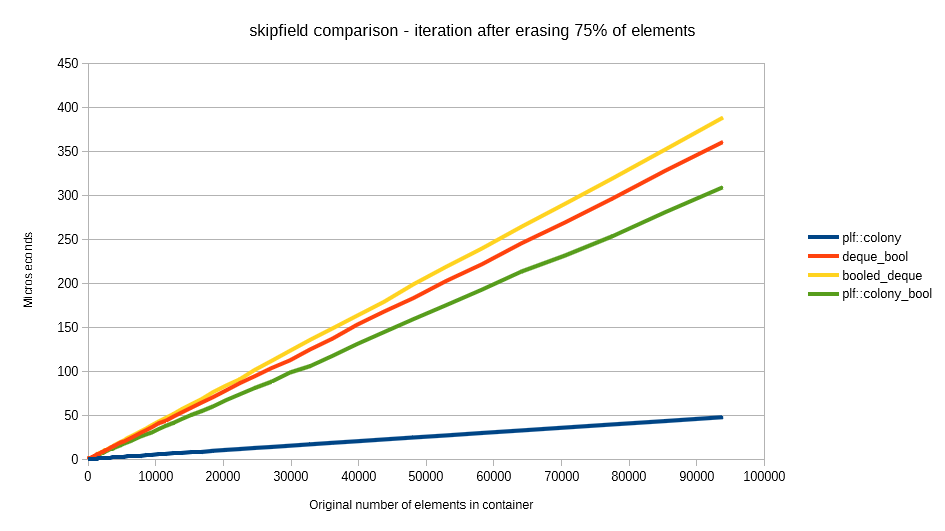 skipfield comparison - iteration after erasing 75% of elements
450
400
350
300
250
200
150
100
50
0
0 10000 20000 30000 40000 50000 60000 70000 80000 90000 100000
Microseconds
Original number of elements in container
plf::colony
deque_bool
booled_deque
plf::colony_bool